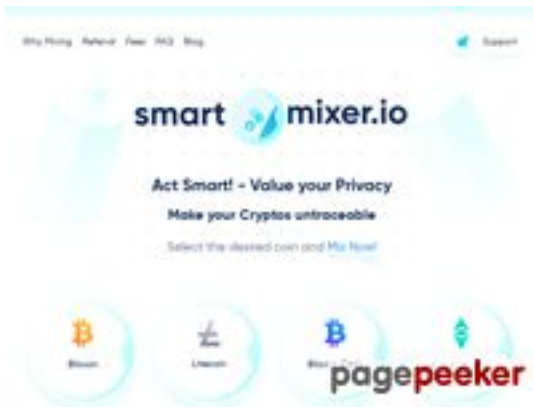 Why Mixing Referral Fees FAQ Blog
Support
smart mixer.io
Act Smart! - Value your Privacy
Make your Cryptos untraceable
Select the desired coin and Mix Now!
Bitcoin
Litecoin
pagepeeker